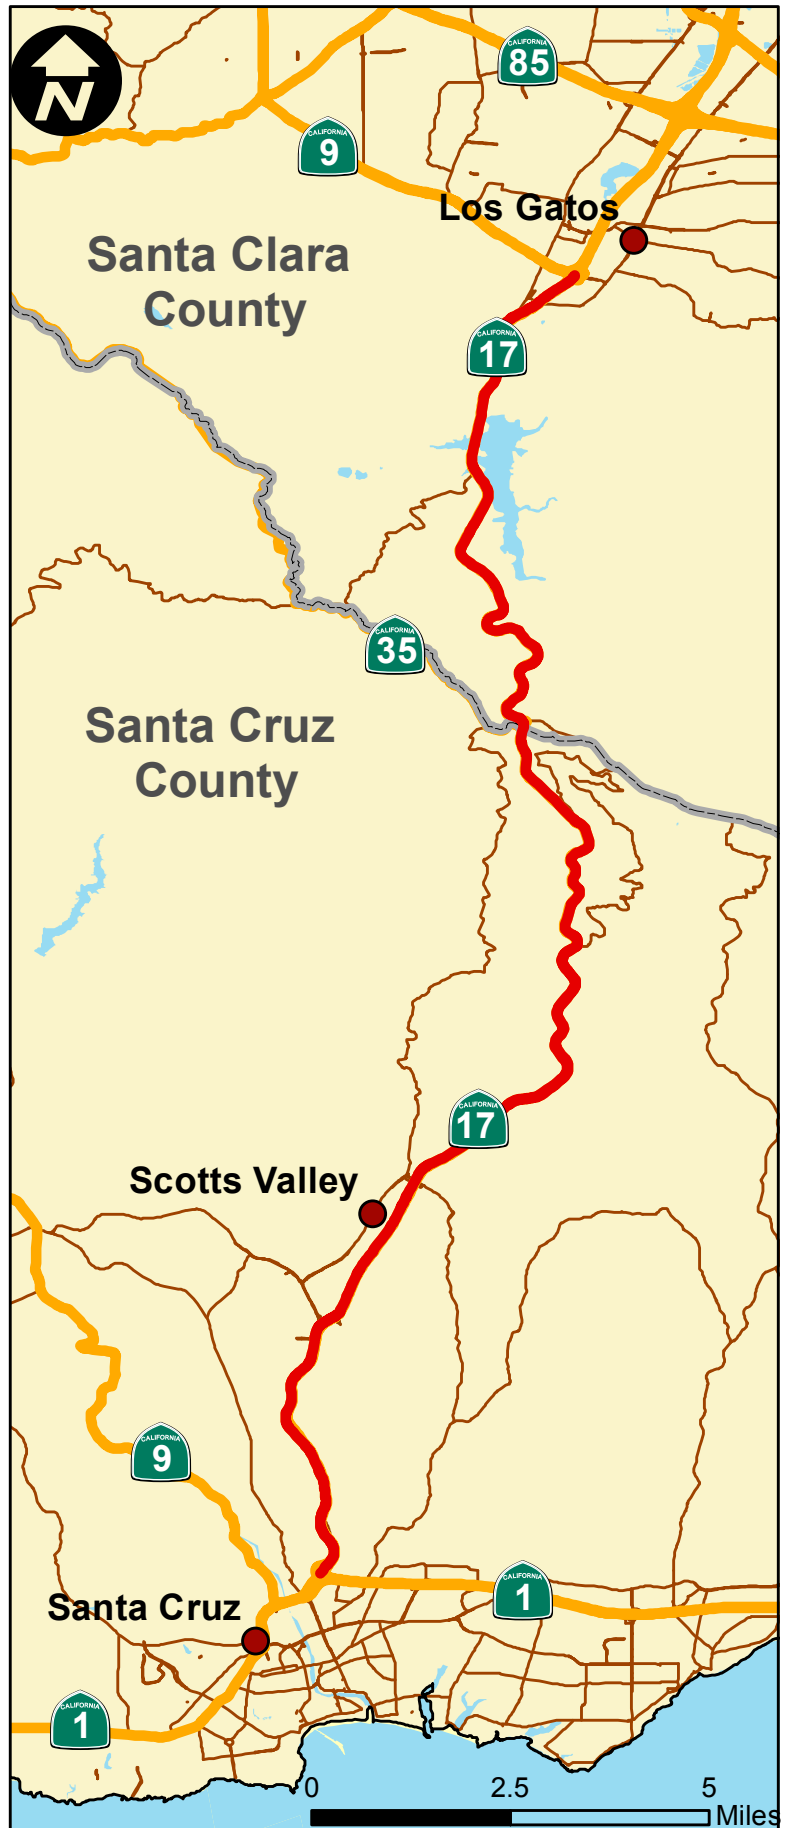 N
CALIFORNIA
85
CALIFORNIA
9
Los Gatos
Santa Clara
County
CALIFORNIA
17
CALIFORNIA
35
Santa Cruz
County
CALIFORNIA
17
Scotts Valley
CALIFORNIA
9
CALIFORNIA
1
Santa Cruz
CALIFORNIA
1
0 2.5 5
Miles